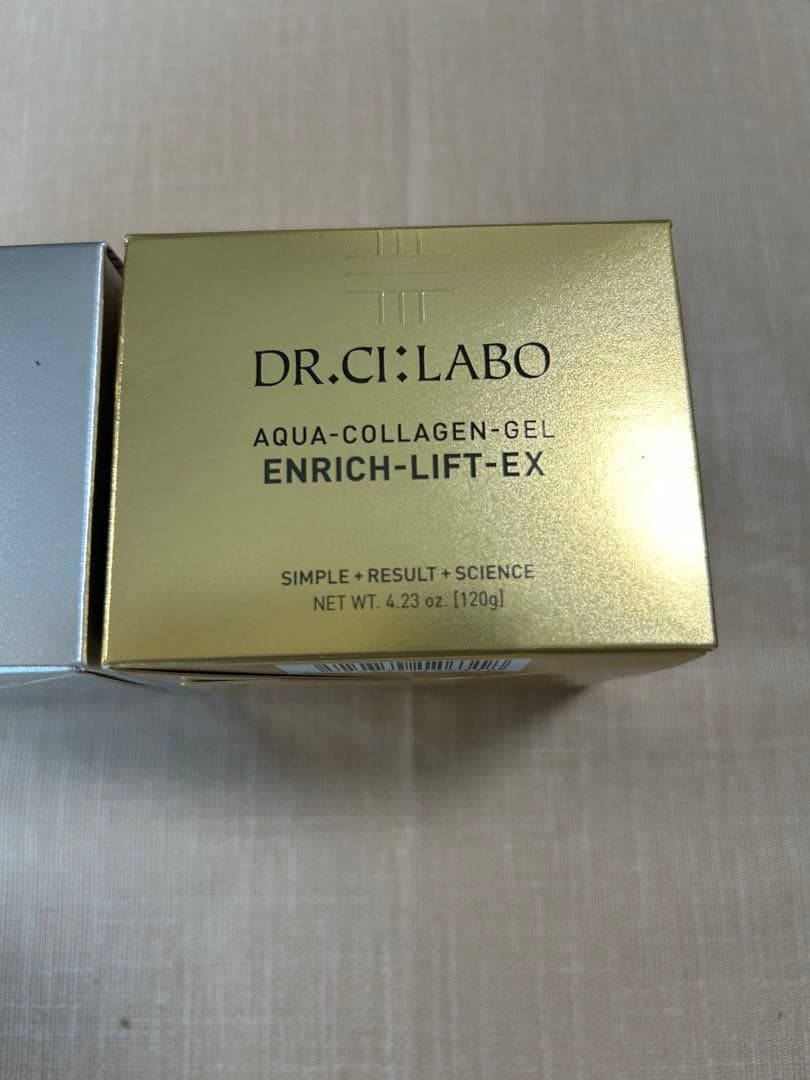 DR.CI:LABO
AQUA-COLLAGEN-GEL
ENRICH-LIFT-EX
SIMPLE+RESULT+SCIENCE
NET WT. 4.23 oz. [120g]